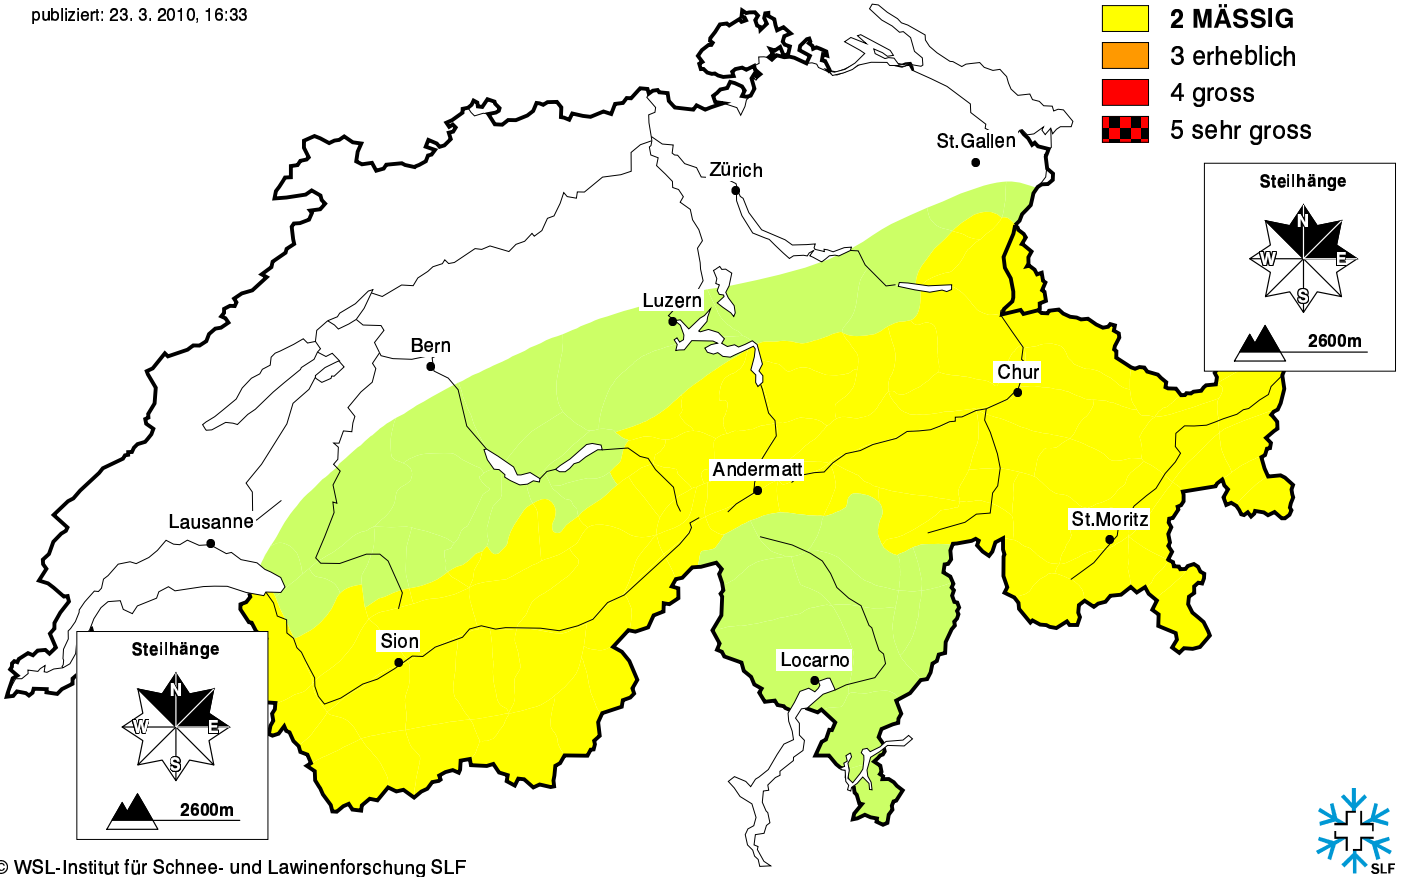 publiziert: 23. 3. 2010, 16:33
2 MÄSSIG
3 erheblich
4 gross
5 sehr gross
St.Gallen
Zürich
Steilhänge
N
W E
S
2600m
Luzern
Bern
Chur
Andermatt
Lausanne
St.Moritz
Sion
Locarno
Steilhänge
N
W E
S
2600m
© WSL-Institut für Schnee- und Lawinenforschung SLF
SLF